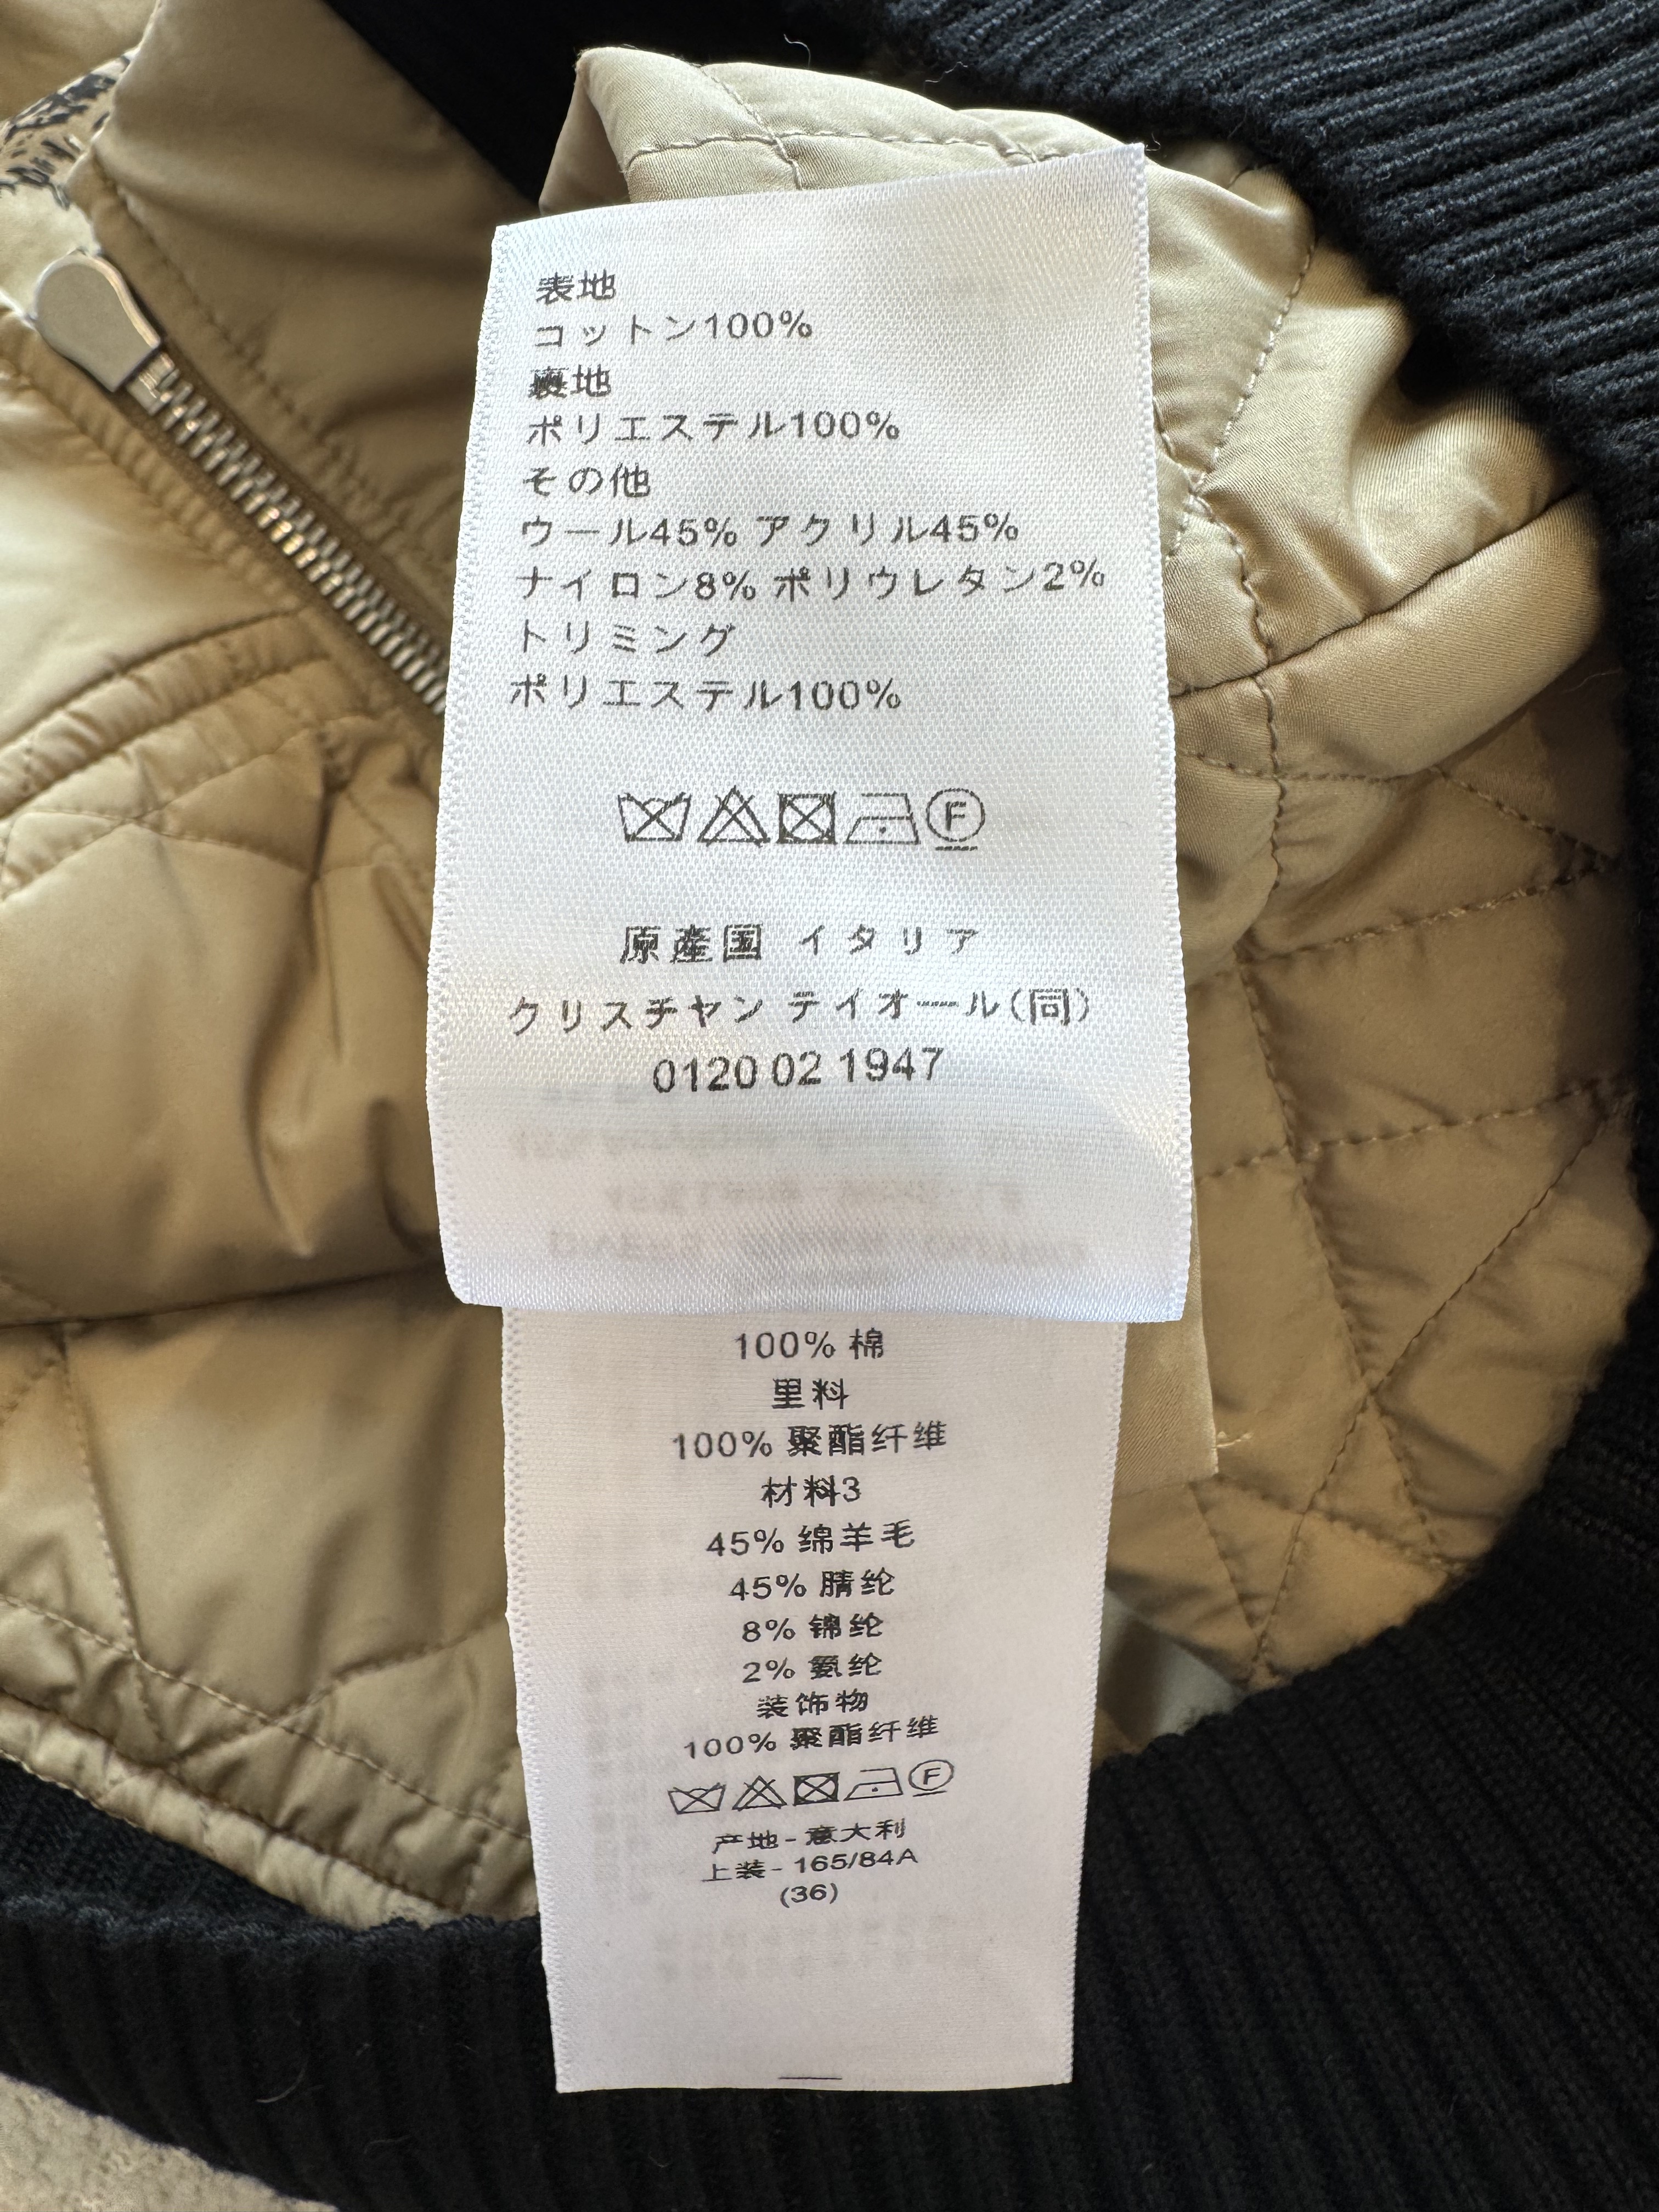 表地
コットン100%
裏地
ポリエステル100%
その他
ウール45% アクリル45%
ナイロン8% ポリウレタン2%
トリミング
ポリエステル100%
F
原産国 イタリア
クリスチャン テイオール(同)
0120 02 1947
100% 棉
里料
100% 聚酯纤维
材料3
45% 绵羊毛
45% 腈纶
8% 锦纶
2% 氨纶
装饰物
100% 聚酯纤维
F
产地 - 意大利
上装 - 165/84A
(36)